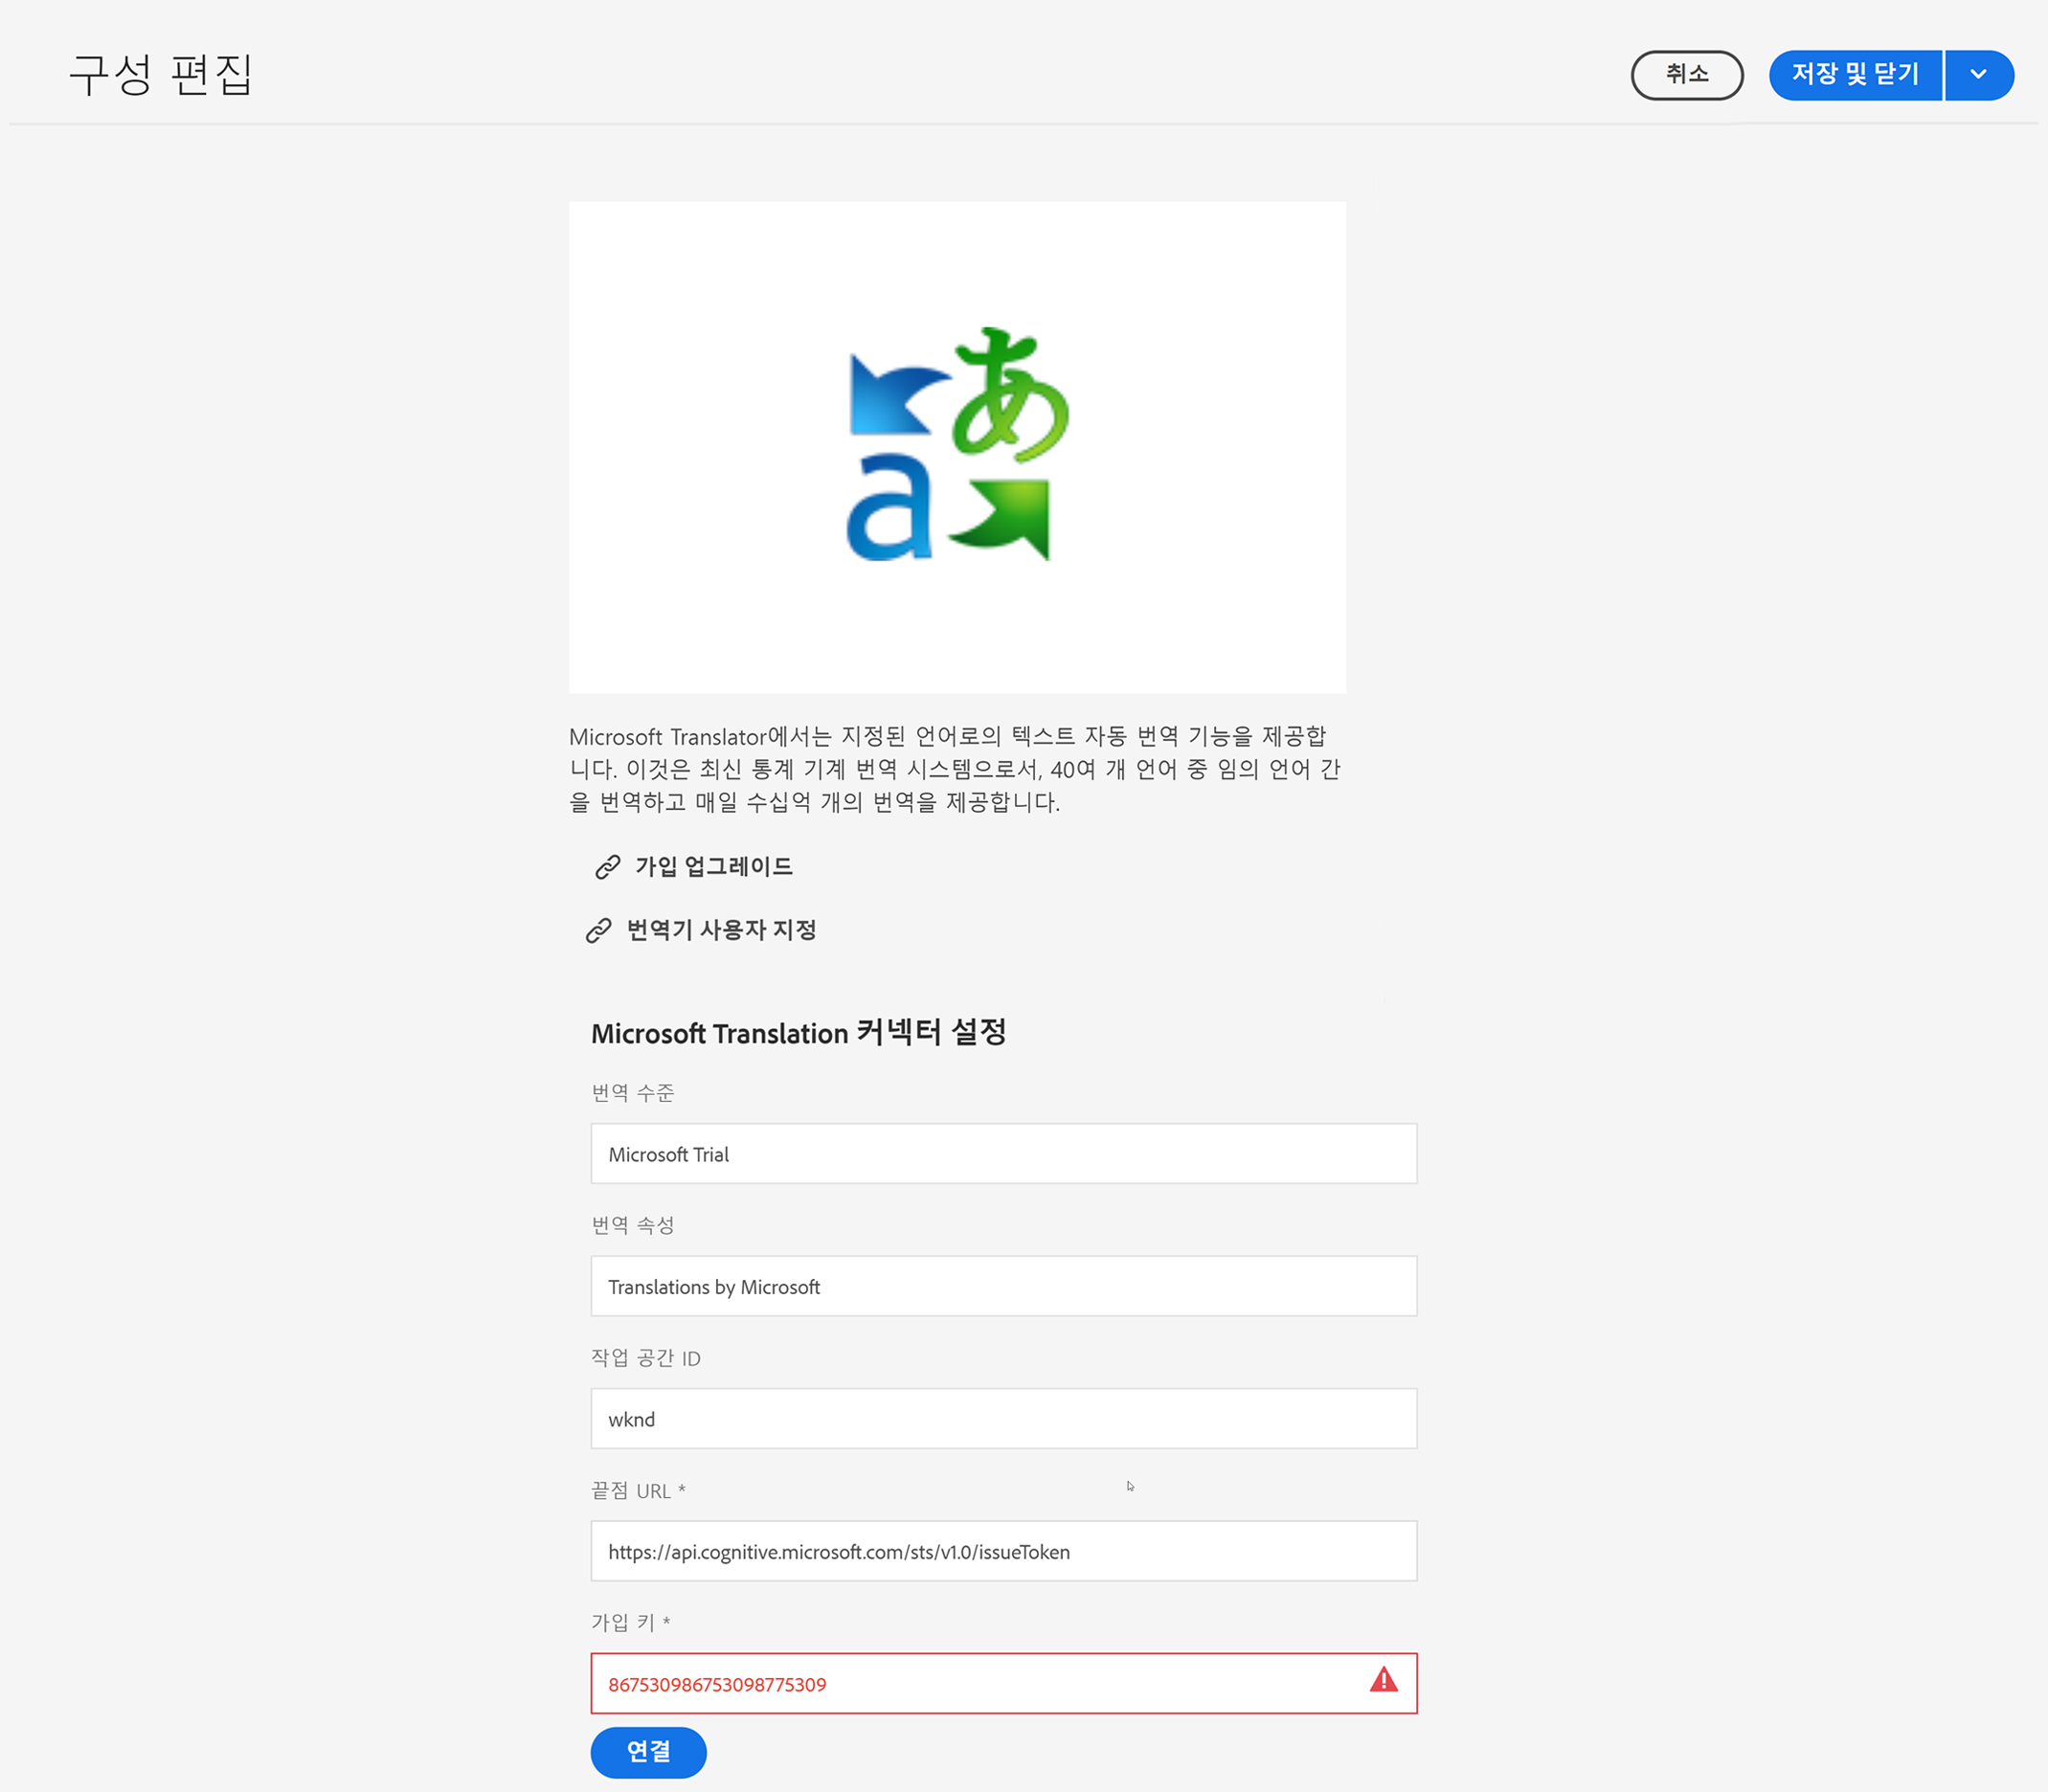 구성 편집
취소
저장 및 닫기
あ
a
Microsoft Translator에서는 지정된 언어로의 텍스트 자동 번역 기능을 제공합
니다. 이것은 최신 통계 기계 번역 시스템으로서, 40여 개 언어 중 임의 언어 간
을 번역하고 매일 수십억 개의 번역을 제공합니다.
가입 업그레이드
번역기 사용자 지정
Microsoft Translation 커넥터 설정
번역 수준
Microsoft Trial
번역 속성
Translations by Microsoft
작업 공간 ID
wknd
끝점 URL *
https://api.cognitive.microsoft.com/sts/v1.0/issueToken
가입 키 *
867530986753098775309
연결